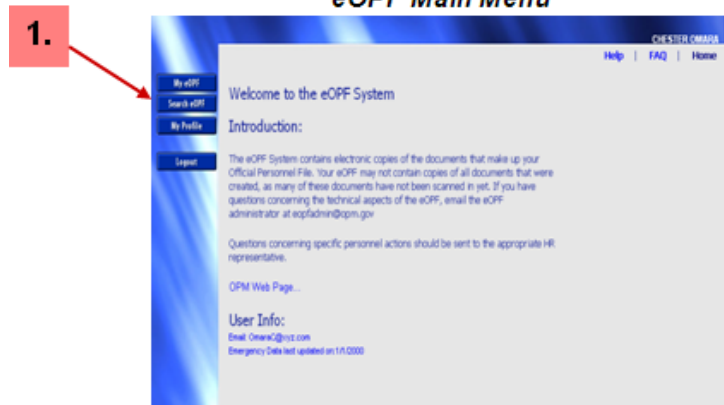 eOPF Main Menu
1.
CHESTER OMARA
Help | FAQ | Home
My eOPF
Search eOPF
My Profile
Logout
Welcome to the eOPF System
Introduction:
The eOPF System contains electronic copies of the documents that make up your
Official Personnel File. Your eOPF may not contain copies of all documents that were
created, as many of these documents have not been scanned in yet. If you have
questions concerning the technical aspects of the eOPF, email the eOPF
administrator at eopfadmin@opm.gov
Questions concerning specific personnel actions should be sent to the appropriate HR
representative.
OPM Web Page...
User Info:
Email: OmaraC@xyz.com
Emergency Data last updated on:1/1/2000